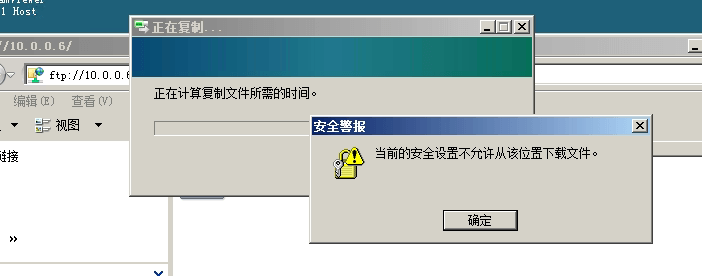 1 Host
正在复制...
//10.0.0.6/
ftp://10.0.0.6
正在计算复制文件所需的时间。
编辑(E) 查看(V)
安全警报
视图
当前的安全设置不允许从该位置下载文件。
链接
确定
»